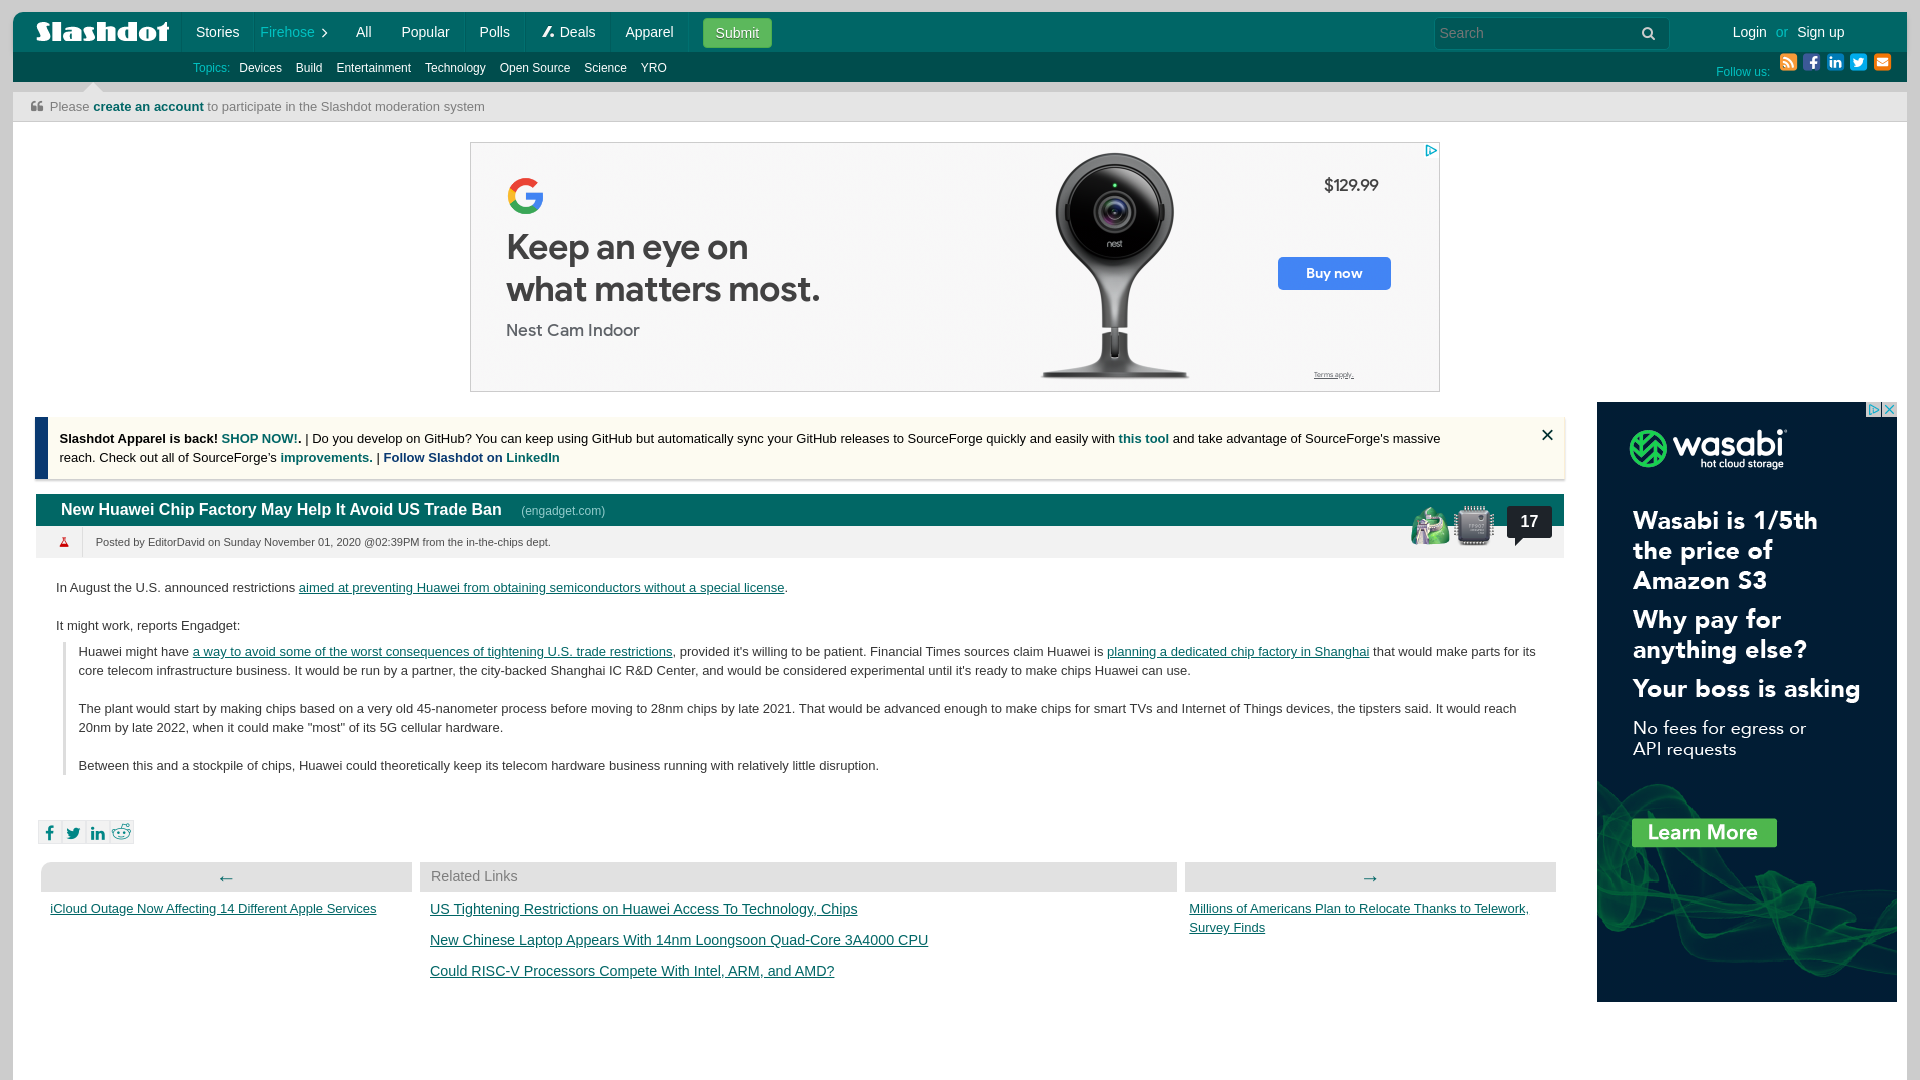 Slashdot
Stories
Firehose
All
Popular
Polls
Deals
Apparel
Submit
Search
Login or Sign up
Topics: Devices Build Entertainment Technology Open Source Science YRO
Follow us:
Please create an account to participate in the Slashdot moderation system
$129.99
Keep an eye on
what matters most.
Nest Cam Indoor
nest
Buy now
Terms apply.
Slashdot Apparel is back! SHOP NOW!. | Do you develop on GitHub? You can keep using GitHub but automatically sync your GitHub releases to SourceForge quickly and easily with this tool and take advantage of SourceForge's massive
reach. Check out all of SourceForge’s improvements. | Follow Slashdot on LinkedIn
New Huawei Chip Factory May Help It Avoid US Trade Ban (engadget.com)
17
Posted by EditorDavid on Sunday November 01, 2020 @02:39PM from the in-the-chips dept.
In August the U.S. announced restrictions aimed at preventing Huawei from obtaining semiconductors without a special license.
It might work, reports Engadget:
Huawei might have a way to avoid some of the worst consequences of tightening U.S. trade restrictions, provided it's willing to be patient. Financial Times sources claim Huawei is planning a dedicated chip factory in Shanghai that would make parts for its
core telecom infrastructure business. It would be run by a partner, the city-backed Shanghai IC R&D Center, and would be considered experimental until it's ready to make chips Huawei can use.
The plant would start by making chips based on a very old 45-nanometer process before moving to 28nm chips by late 2021. That would be advanced enough to make chips for smart TVs and Internet of Things devices, the tipsters said. It would reach
20nm by late 2022, when it could make "most" of its 5G cellular hardware.
Between this and a stockpile of chips, Huawei could theoretically keep its telecom hardware business running with relatively little disruption.
←
iCloud Outage Now Affecting 14 Different Apple Services
Related Links
US Tightening Restrictions on Huawei Access To Technology, Chips
New Chinese Laptop Appears With 14nm Loongsoon Quad-Core 3A4000 CPU
Could RISC-V Processors Compete With Intel, ARM, and AMD?
→
Millions of Americans Plan to Relocate Thanks to Telework,
Survey Finds
wasabi
hot cloud storage
Wasabi is 1/5th
the price of
Amazon S3
Why pay for
anything else?
Your boss is asking
No fees for egress or
API requests
Learn More